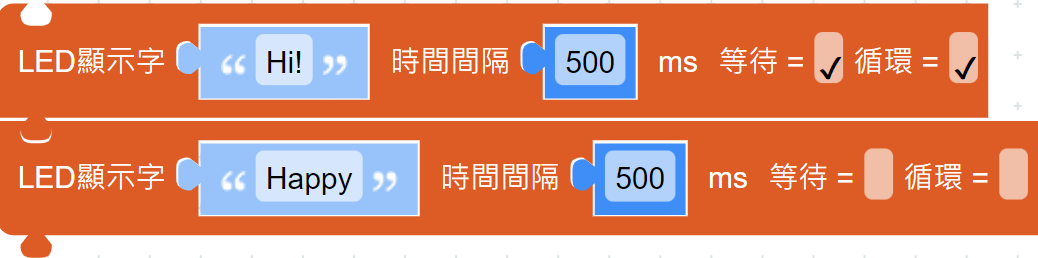 LED顯示字 “ Hi! ” 時間間隔 500 ms 等待 = ✓ 循環 = ✓
LED顯示字 “ Happy ” 時間間隔 500 ms 等待 = 循環 =